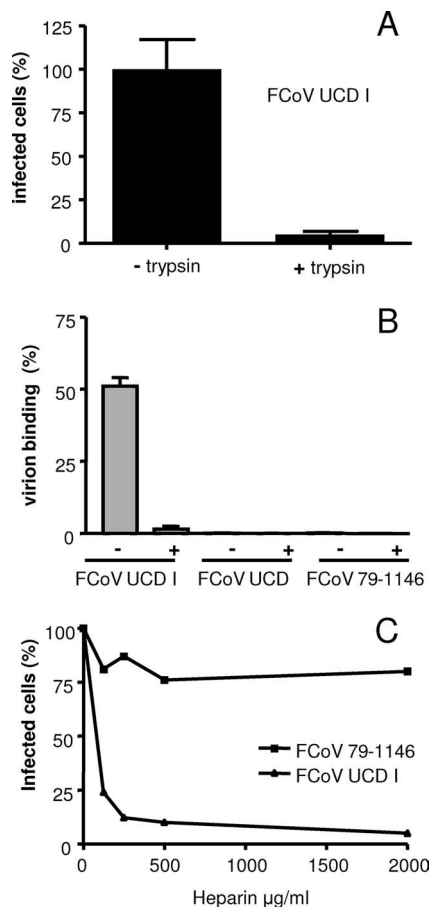 A
infected cells (%)
125
100
75
50
25
0
FCoV UCD I
- trypsin
+ trypsin
B
virion binding (%)
75
50
25
0
- + - + - +
FCoV UCD I FCoV UCD FCoV 79-1146
C
Infected cells (%)
100
75
50
25
0
FCoV 79-1146
FCoV UCD I
0 500 1000 1500 2000
Heparin µg/ml